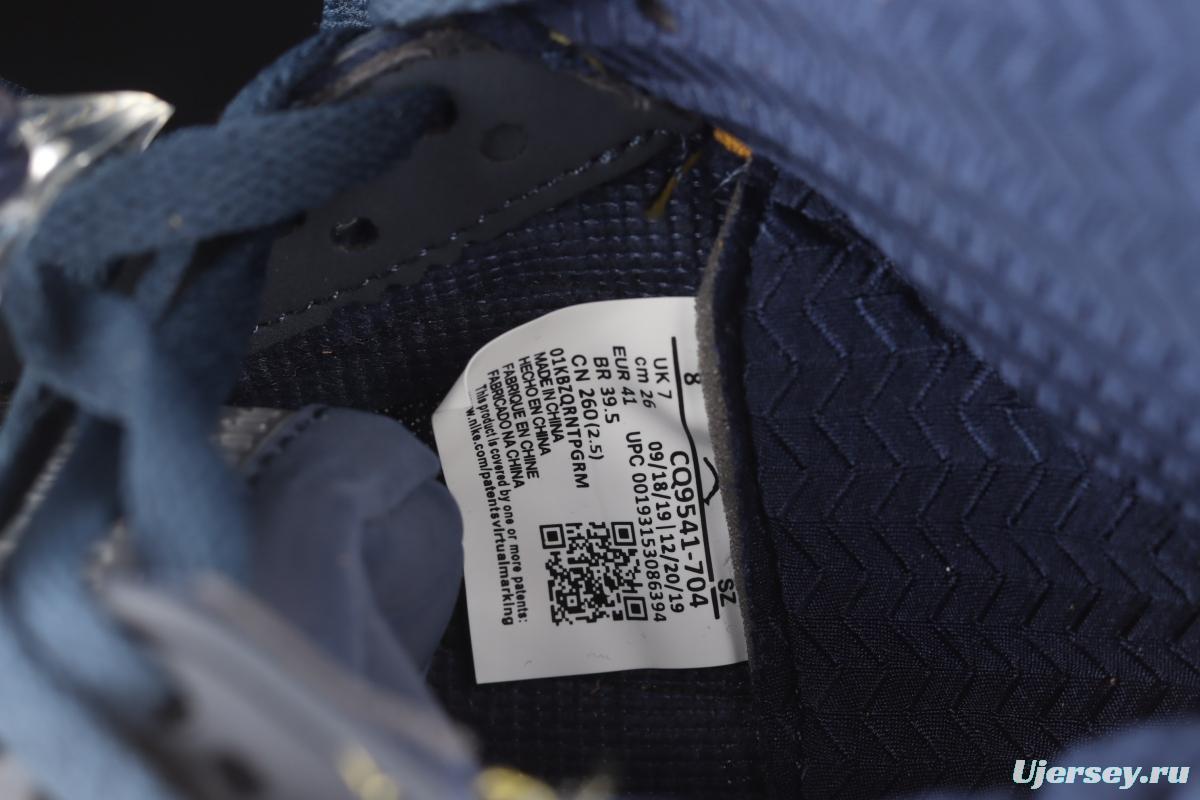 8
SZ
UK 7
CQ9541-704
cm 26
09/18/19 | 12/20/19
EUR 41
UPC 00193153086394
BR 39.5
CN 260(2.5)
01KBZQRNTPGRM
MADE IN CHINA
HECHO EN CHINA
FABRIQUE EN CHINE
FABRICADO NA CHINA
This product is covered by one or more patents:
w.nike.com/patentsvirtualmarking
Ujersey.ru